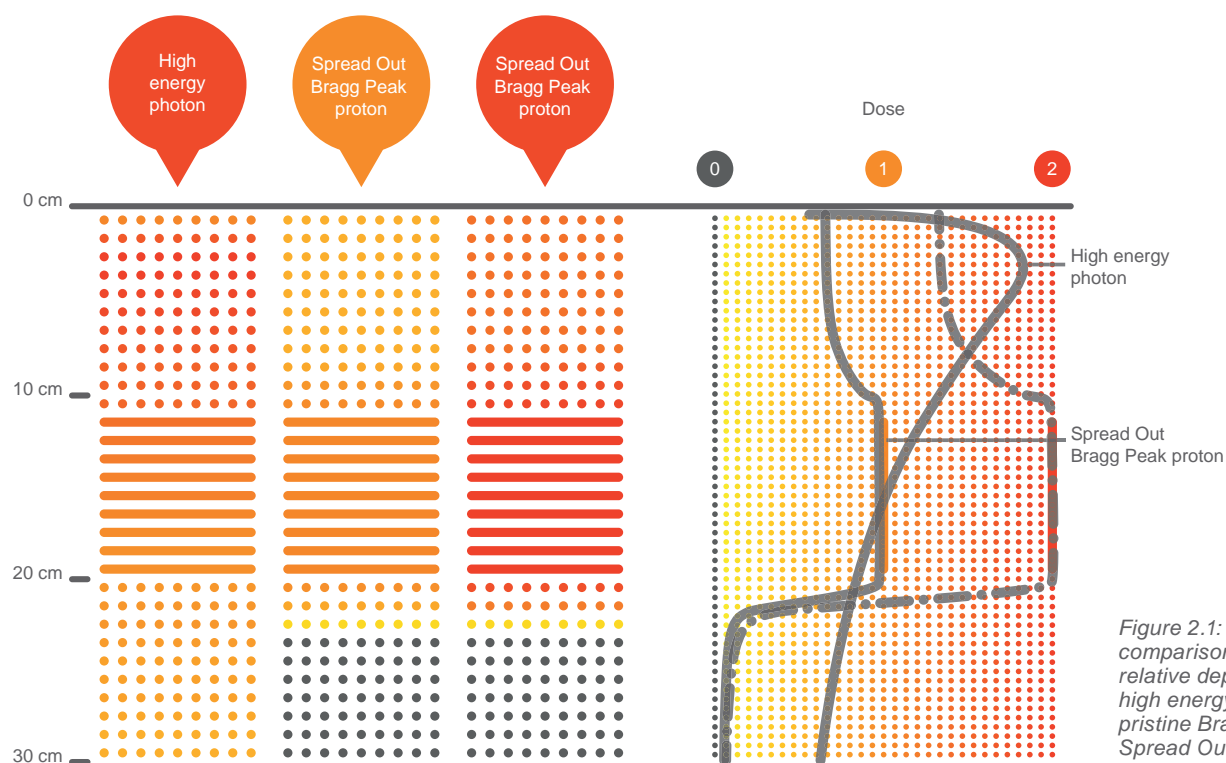 High
energy
photon
Spread Out
Bragg Peak
proton
Spread Out
Bragg Peak
proton
Dose
0
1
2
0 cm
High energy
photon
10 cm
Spread Out
Bragg Peak proton
20 cm
30 cm
Figure 2.1:
comparison
relative dep
high energy
pristine Bra
Spread Ou